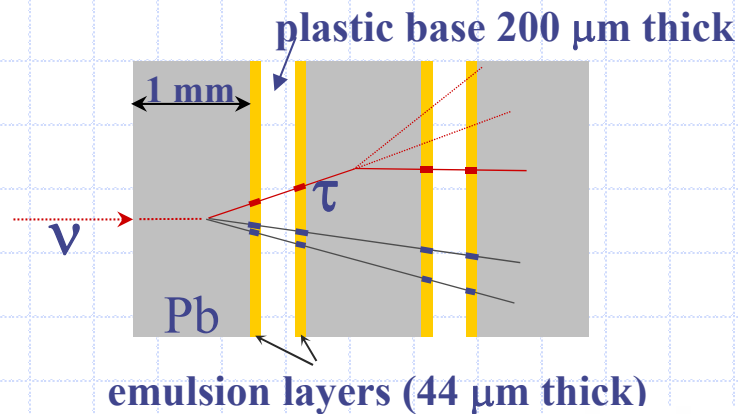 plastic base 200 μm thick
1 mm
τ
ν
Pb
emulsion layers (44 μm thick)